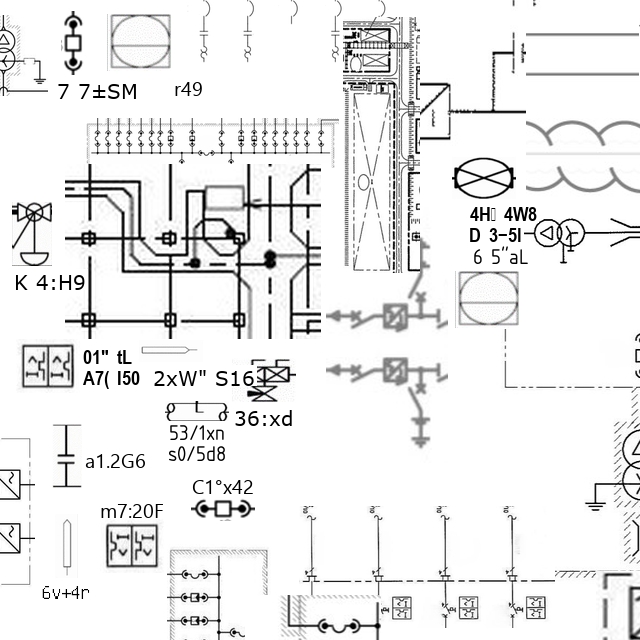 7 7±SM
r49
4H▯ 4W8
D 3-5I
6 5"aL
K 4:H9
01" tL
A7( I50
2xW" S16
36:xd
53/1xn
s0/5d8
a1.2G6
C1°x42
m7:20F
6v+4r
L